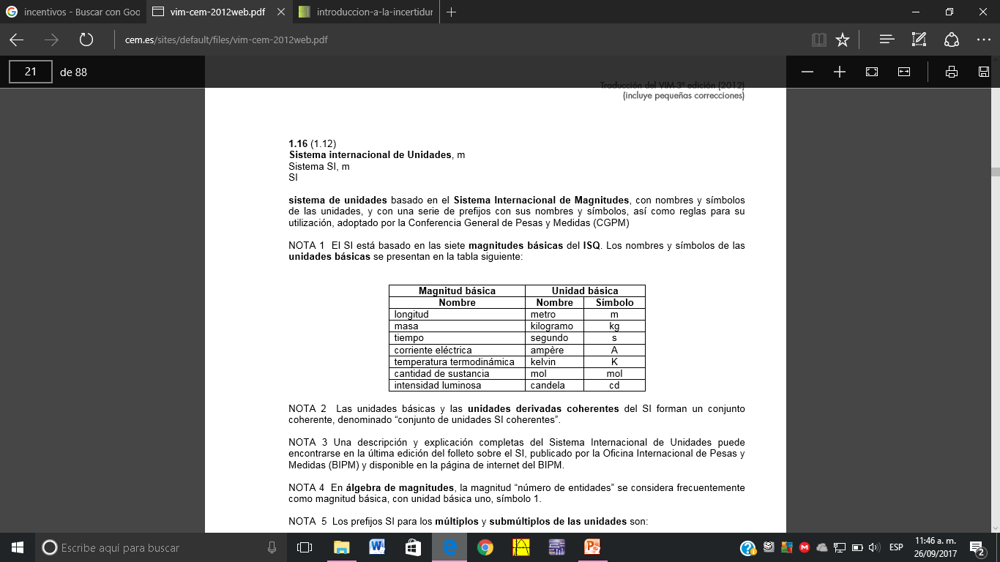 incentivos - Buscar con Goo
vim-cem-2012web.pdf
introduccion-a-la-incertidur
cem.es/sites/default/files/vim-cem-2012web.pdf
21 de 88
Traducción del VIM-3ª edición (2012)
(incluye pequeñas correcciones)
1.16 (1.12)
Sistema internacional de Unidades, m
Sistema SI, m
SI
sistema de unidades basado en el Sistema Internacional de Magnitudes, con nombres y símbolos
de las unidades, y con una serie de prefijos con sus nombres y símbolos, así como reglas para su
utilización, adoptado por la Conferencia General de Pesas y Medidas (CGPM)
NOTA 1 El SI está basado en las siete magnitudes básicas del ISQ. Los nombres y símbolos de las
unidades básicas se presentan en la tabla siguiente:
Magnitud básica Unidad básica
Nombre Nombre Símbolo
longitud metro m
masa kilogramo kg
tiempo segundo s
corriente eléctrica ampère A
temperatura termodinámica kelvin K
cantidad de sustancia mol mol
intensidad luminosa candela cd
NOTA 2 Las unidades básicas y las unidades derivadas coherentes del SI forman un conjunto
coherente, denominado “conjunto de unidades SI coherentes”.
NOTA 3 Una descripción y explicación completas del Sistema Internacional de Unidades puede
encontrarse en la última edición del folleto sobre el SI, publicado por la Oficina Internacional de Pesas y
Medidas (BIPM) y disponible en la página de internet del BIPM.
NOTA 4 En álgebra de magnitudes, la magnitud “número de entidades” se considera frecuentemente
como magnitud básica, con unidad básica uno, símbolo 1.
NOTA 5 Los prefijos SI para los múltiplos y submúltiplos de las unidades son:
Escribe aquí para buscar
ESP
11:46 a. m.
26/09/2017
2